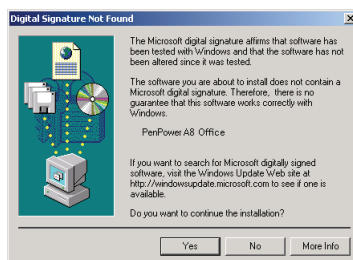 Digital Signature Not Found
The Microsoft digital signature affirms that software has
been tested with Windows and that the software has not
been altered since it was tested.
The software you are about to install does not contain a
Microsoft digital signature. Therefore, there is no
guarantee that this software works correctly with
Windows.
PenPower A8 Office
If you want to search for Microsoft digitally signed
software, visit the Windows Update Web site at
http://windowsupdate.microsoft.com to see if one is
available.
Do you want to continue the installation?
Yes No More Info